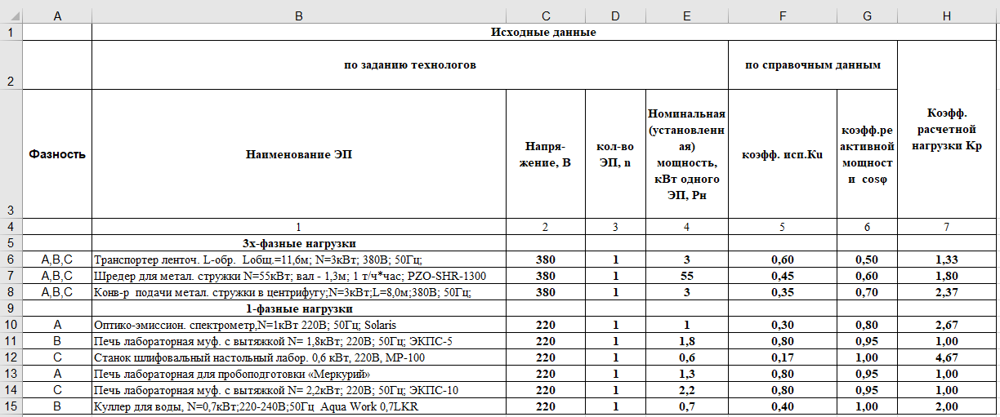 A B C D E F G H
1 Исходные данные
2 по заданию технологов по справочным данным
3 Фазность Наименование ЭП Напря-
жение, В кол-во
ЭП, n Номинальная
(установленн
ая)
мощность,
кВт одного
ЭП, Рн коэфф. исп.Кu коэфф.ре
активной
мощност
и cosφ Коэфф.
расчетной
нагрузки Кр
4 1 2 3 4 5 6 7
5 3х-фазные нагрузки
6 A,B,C Транспортер ленточ. L-обр. Lобщ.=11,6м; N=3кВт; 380В; 50Гц; 380 1 3 0,60 0,50 1,33
7 A,B,C Шредер для метал. стружки N=55кВт; вал - 1,3м; 1 т/ч*час; PZO-SHR-1300 380 1 55 0,45 0,60 1,80
8 A,B,C Конв-р подачи метал. стружки в центрифугу;N=3кВт;L=8,0м;380В; 50Гц; 380 1 3 0,35 0,70 2,37
9 1-фазные нагрузки
10 A Оптико-эмиссион. спектрометр,N=1кВт 220В; 50Гц; Solaris 220 1 1 0,30 0,80 2,67
11 B Печь лабораторная муф. с вытяжкой N= 1,8кВт; 220В; 50Гц; ЭКПС-5 220 1 1,8 0,80 0,95 1,00
12 C Станок шлифовальный настольный лабор. 0,6 кВт, 220В, МР-100 220 1 0,6 0,17 1,00 4,67
13 A Печь лабораторная для пробоподготовки «Меркурий» 220 1 1,3 0,80 0,95 1,00
14 C Печь лабораторная муф. с вытяжкой N= 2,2кВт; 220В; 50Гц; ЭКПС-10 220 1 2,2 0,80 0,95 1,00
15 B Куллер для воды, N=0,7кВт;220-240В;50Гц Aqua Work 0,7LKR 220 1 0,7 0,40 1,00 2,00